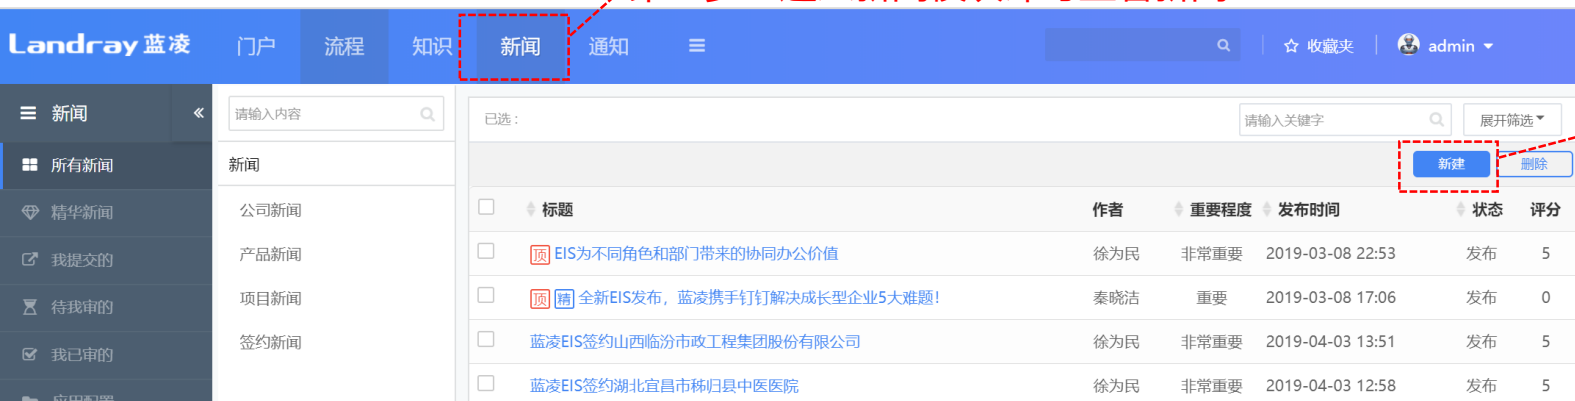 Landray蓝凌 门户 流程 知识 新闻 通知 收藏夹 admin
新闻
所有新闻
精华新闻
我提交的
待我审的
我已审的
请输入内容
新闻
公司新闻
产品新闻
项目新闻
签约新闻
已选：
请输入关键字 展开筛选
新建 删除
标题 作者 重要程度 发布时间 状态 评分
顶 EIS为不同角色和部门带来的协同办公价值 徐为民 非常重要 2019-03-08 22:53 发布 5
顶 精 全新EIS发布，蓝凌携手钉钉解决成长型企业5大难题！ 秦晓洁 重要 2019-03-08 17:06 发布 0
蓝凌EIS签约山西临汾市政工程集团股份有限公司 徐为民 非常重要 2019-04-03 13:51 发布 5
蓝凌EIS签约湖北宜昌市秭归县中医医院 徐为民 非常重要 2019-04-03 12:58 发布 5